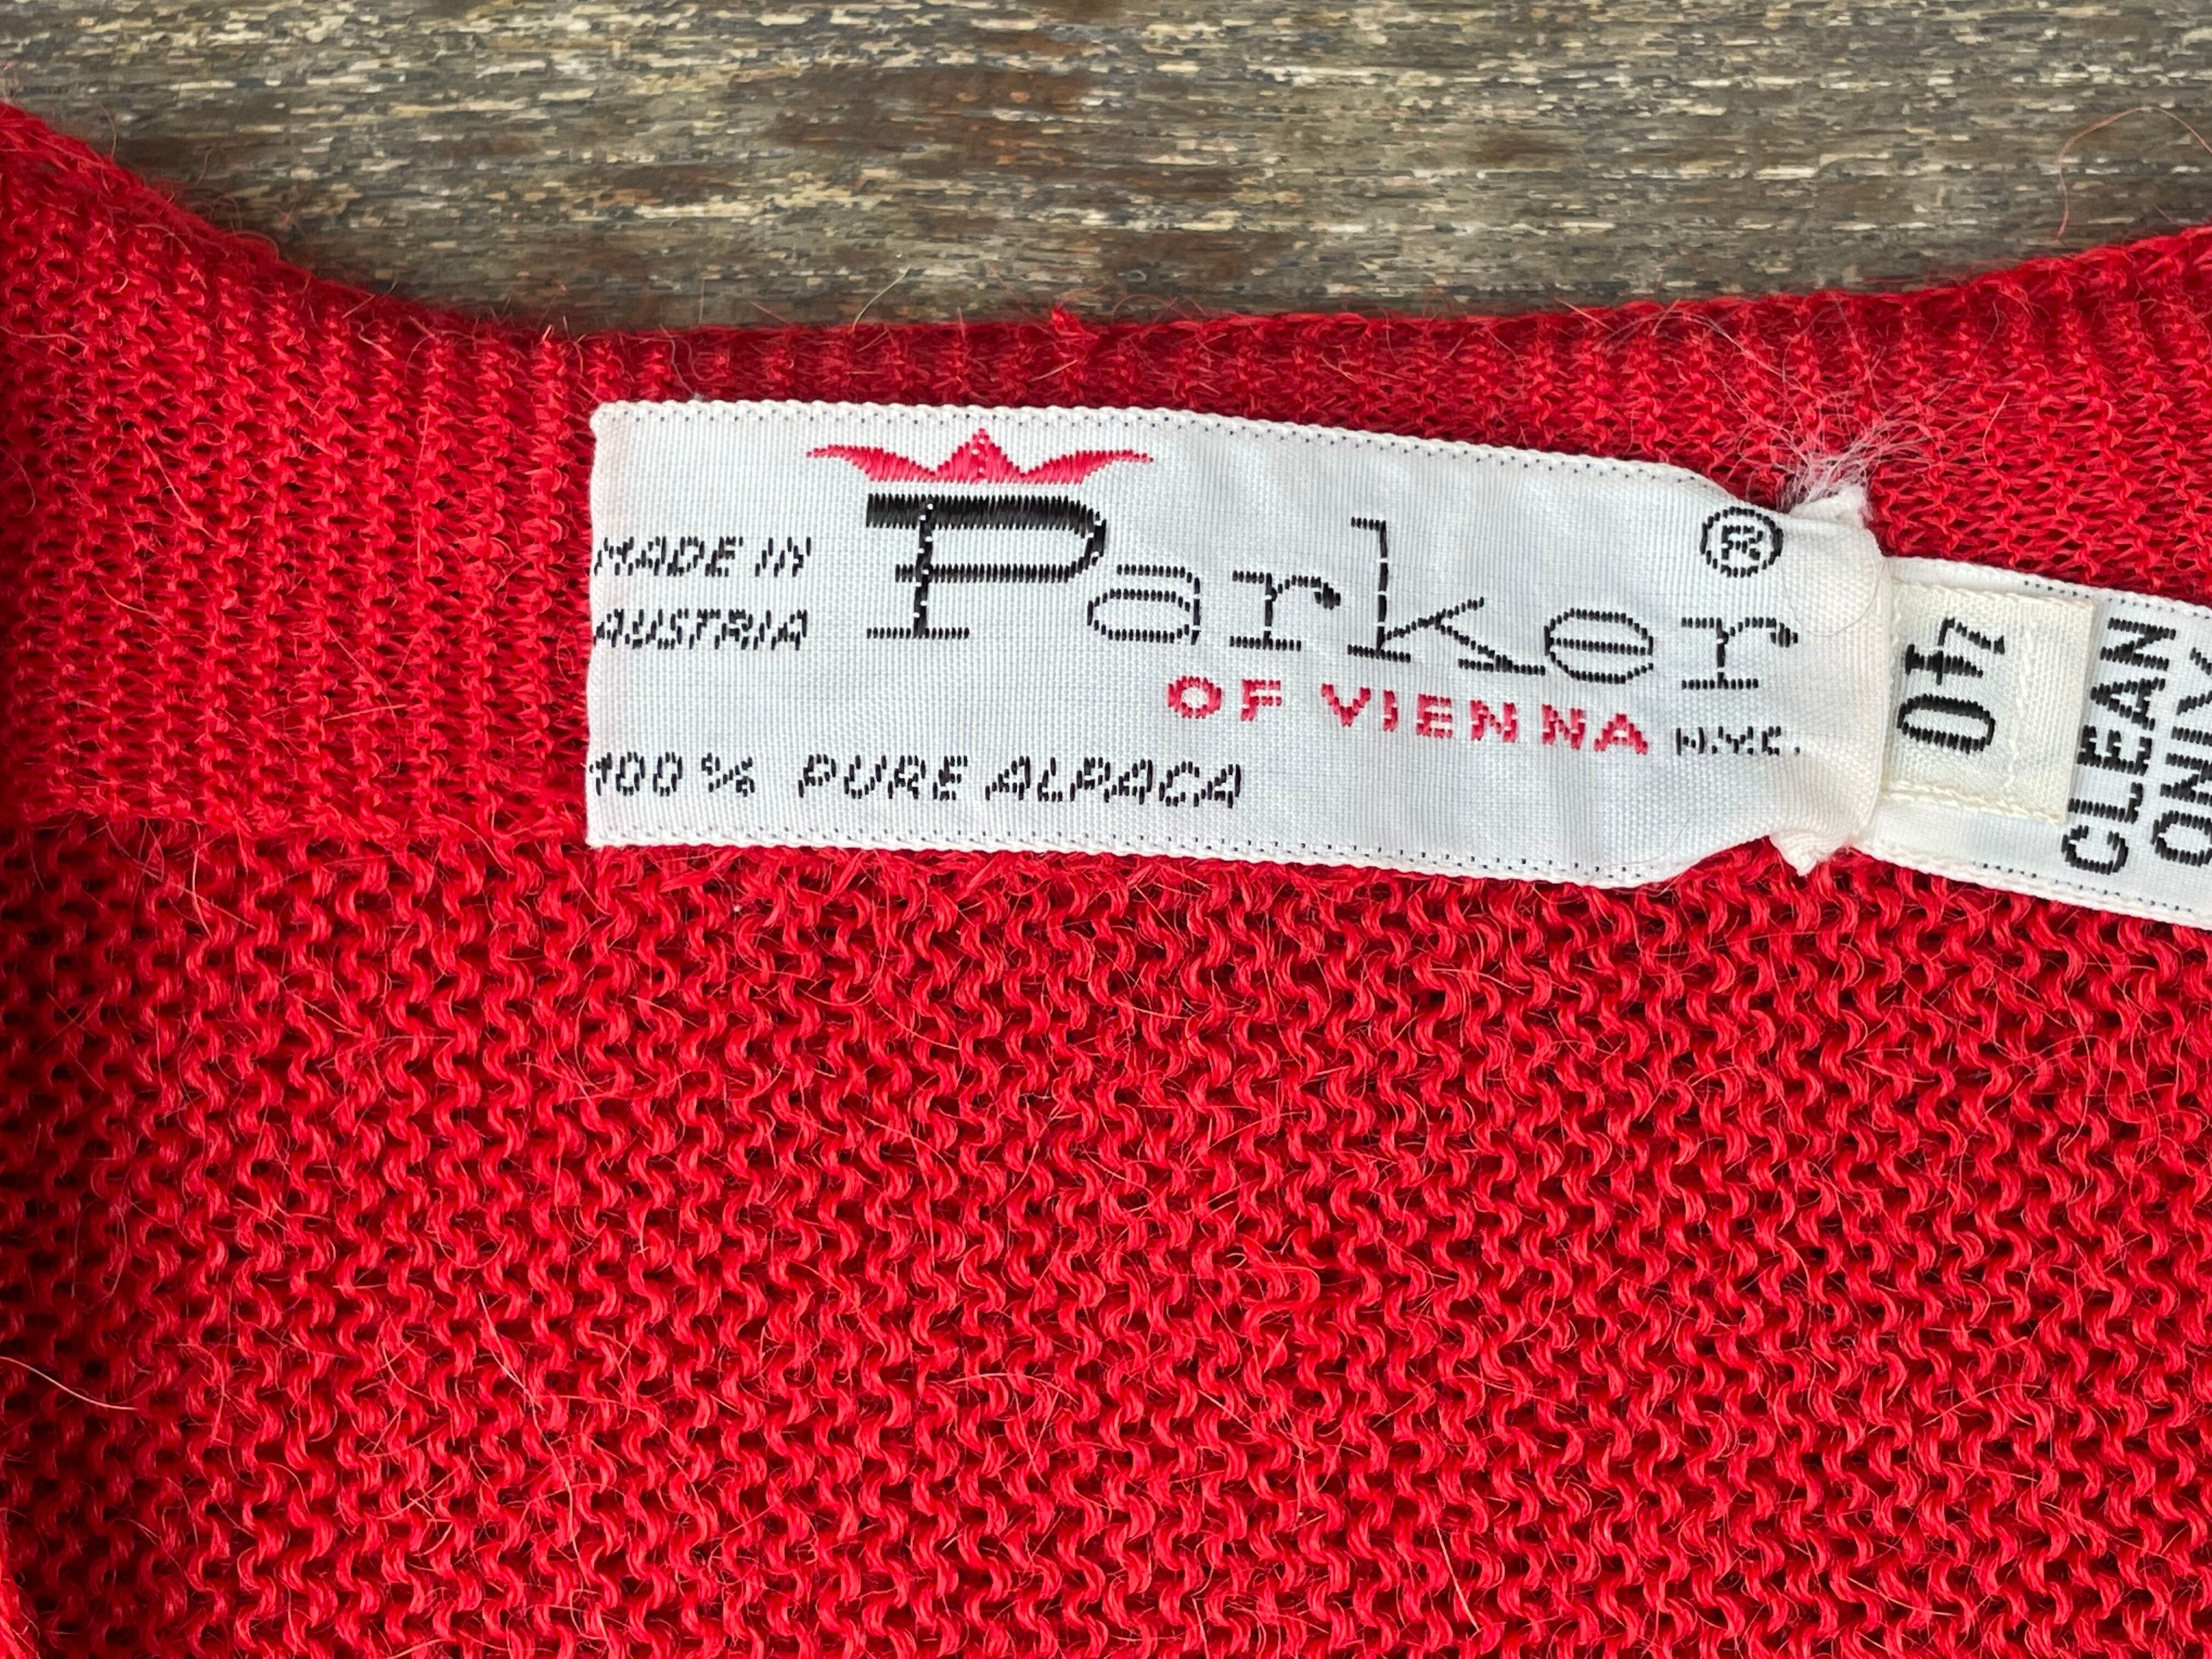 MADE IN
AUSTRIA
Parker ®
OF VIENNA N.Y.C.
100% PURE ALPACA
40
CLEAN
ONLY